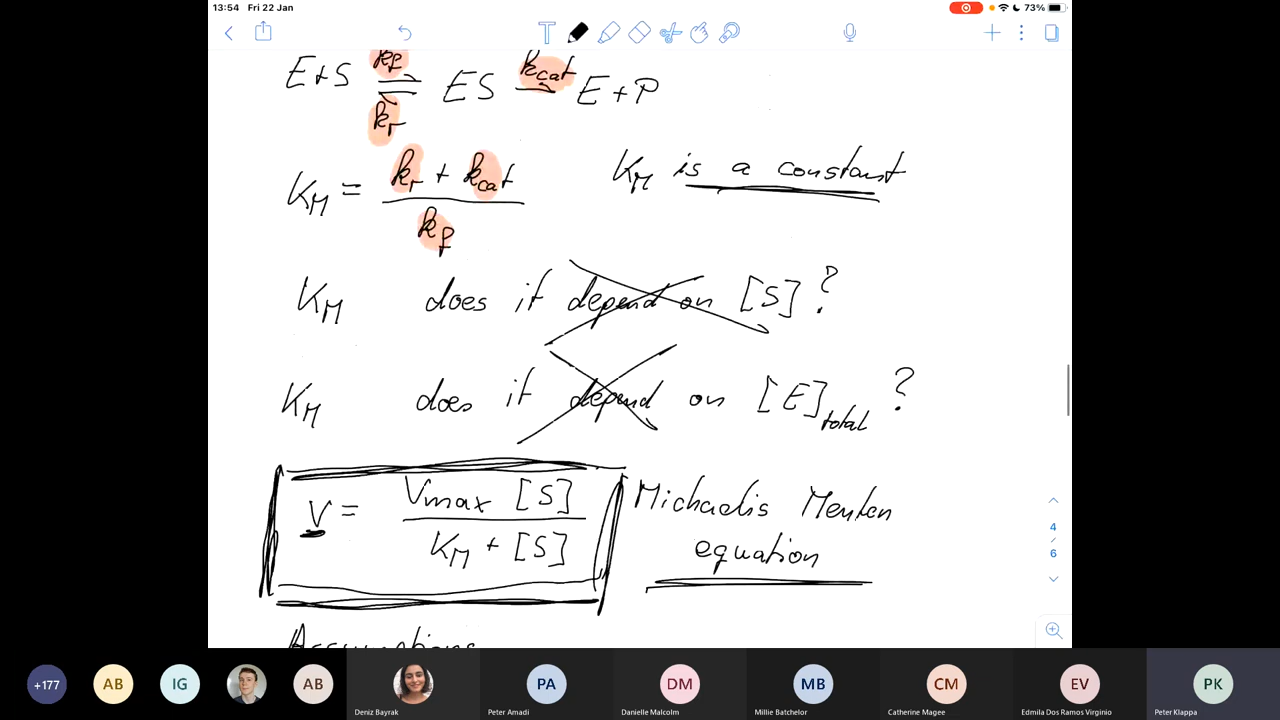 13:54 Fri 22 Jan 73%
kf kcat
E+S ⇌ ES → E+P
kr
KM = kr + kcat / kf
KM is a constant
KM does it depend on [S]?
KM does it depend on [E]total?
V = Vmax [S] / KM + [S]
Michaelis Menten
equation
4
/
6
Assumptions
+177 AB IG AB PA DM MB CM EV PK
Deniz Bayrak Peter Amadi Danielle Malcolm Millie Batchelor Catherine Magee Edmila Dos Ramos Virginio Peter Klappa